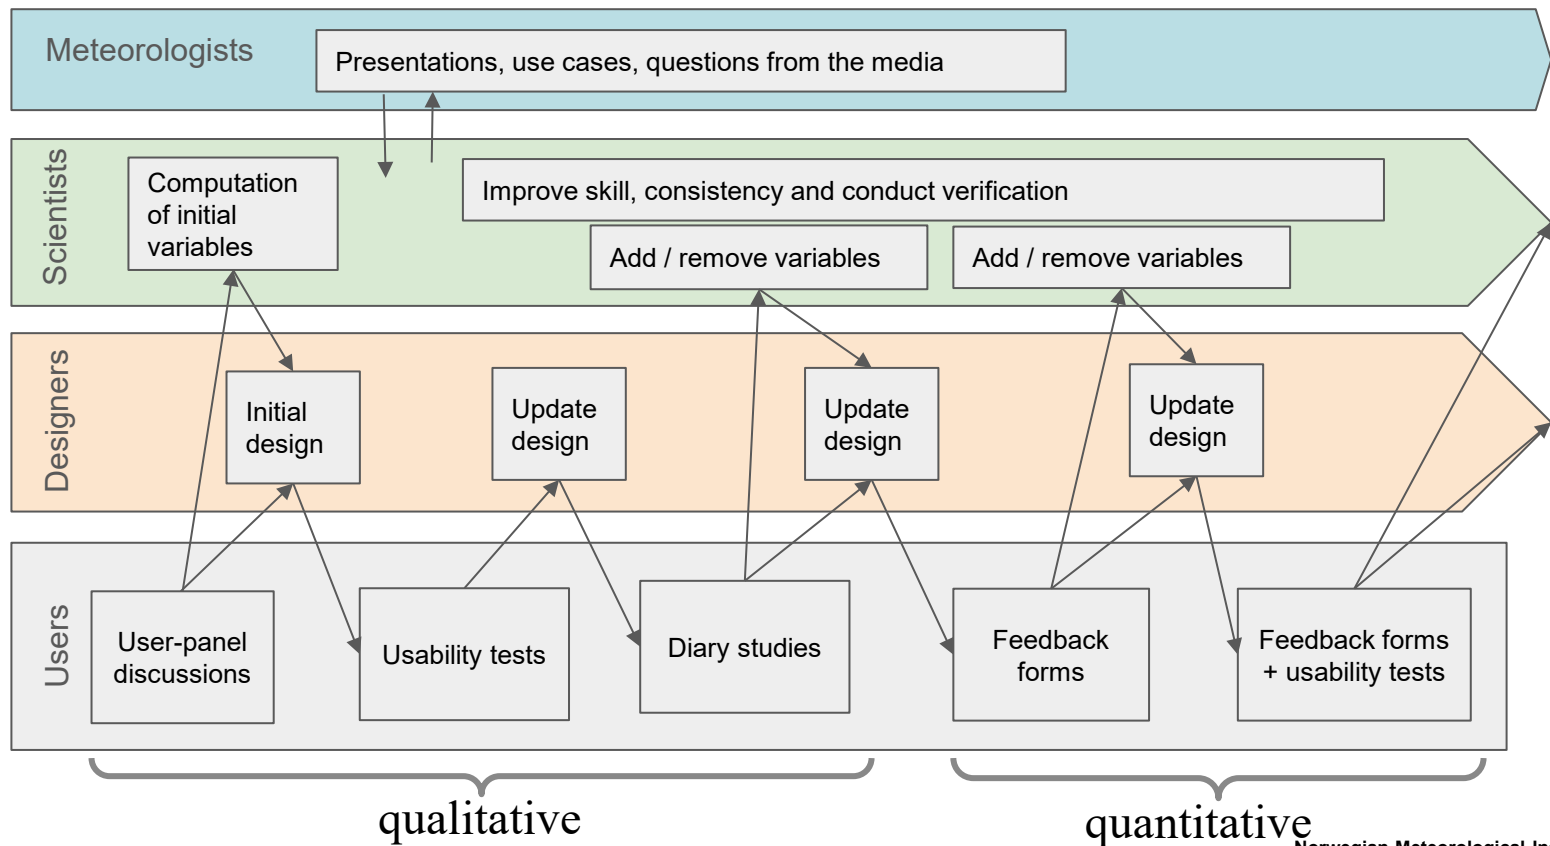 Meteorologists
Presentations, use cases, questions from the media
Scientists
Computation
of initial
variables
Improve skill, consistency and conduct verification
Add / remove variables
Add / remove variables
Designers
Initial
design
Update
design
Update
design
Update
design
Users
User-panel
discussions
Usability tests
Diary studies
Feedback
forms
Feedback forms
+ usability tests
qualitative
quantitative
Norwegian Meteorological